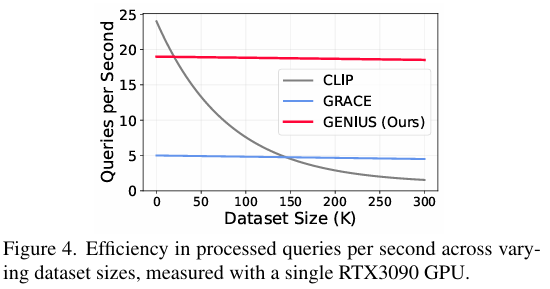 25
20
15
10
5
0
Queries per Second
CLIP
GRACE
GENIUS (Ours)
0 50 100 150 200 250 300
Dataset Size (K)
Figure 4. Efficiency in processed queries per second across vary-
ing dataset sizes, measured with a single RTX3090 GPU.